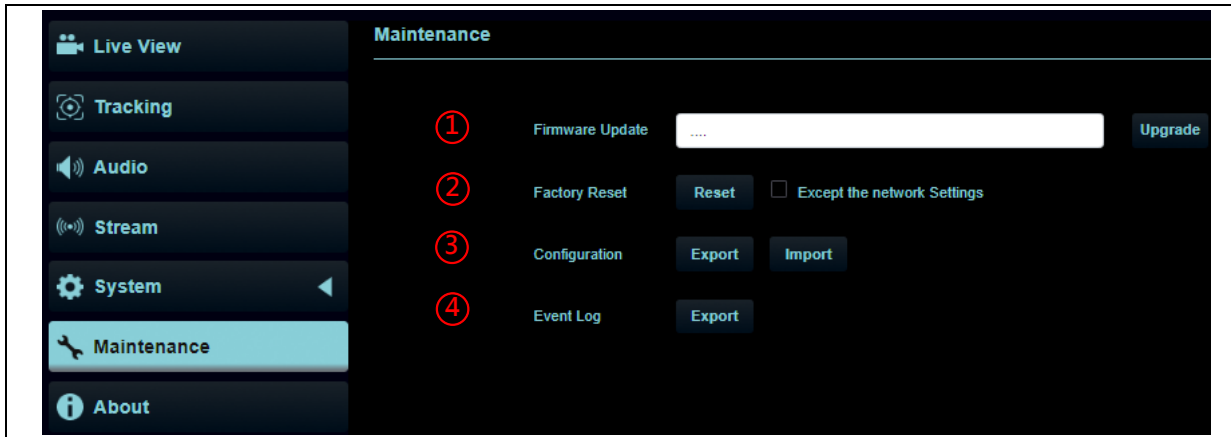 Live View
Tracking
Audio
Stream
System
Maintenance
About
Maintenance
① Firmware Update .... Upgrade
② Factory Reset Reset Except the network Settings
③ Configuration Export Import
④ Event Log Export